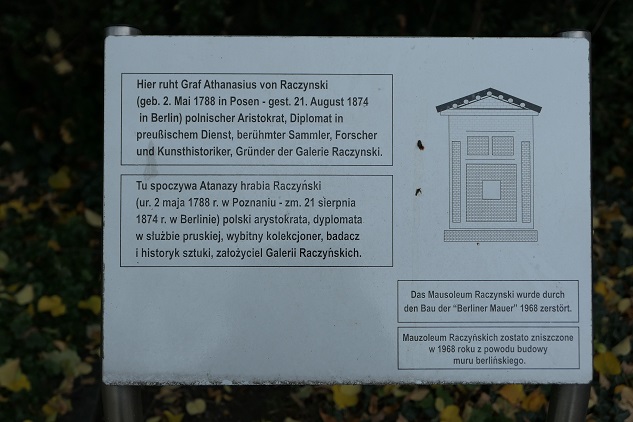 Hier ruht Graf Athanasius von Raczynski
(geb. 2. Mai 1788 in Posen - gest. 21. August 1874
in Berlin) polnischer Aristokrat, Diplomat in
preußischem Dienst, berühmter Sammler, Forscher
und Kunsthistoriker, Gründer der Galerie Raczynski.
Tu spoczywa Atanazy hrabia Raczyński
(ur. 2 maja 1788 r. w Poznaniu - zm. 21 sierpnia
1874 r. w Berlinie) polski arystokrata, dyplomata
w służbie pruskiej, wybitny kolekcjoner, badacz
i historyk sztuki, założyciel Galerii Raczyńskich.
Das Mausoleum Raczynski wurde durch
den Bau der "Berliner Mauer" 1968 zerstört.
Mauzoleum Raczyńskich zostało zniszczone
w 1968 roku z powodu budowy
muru berlińskiego.